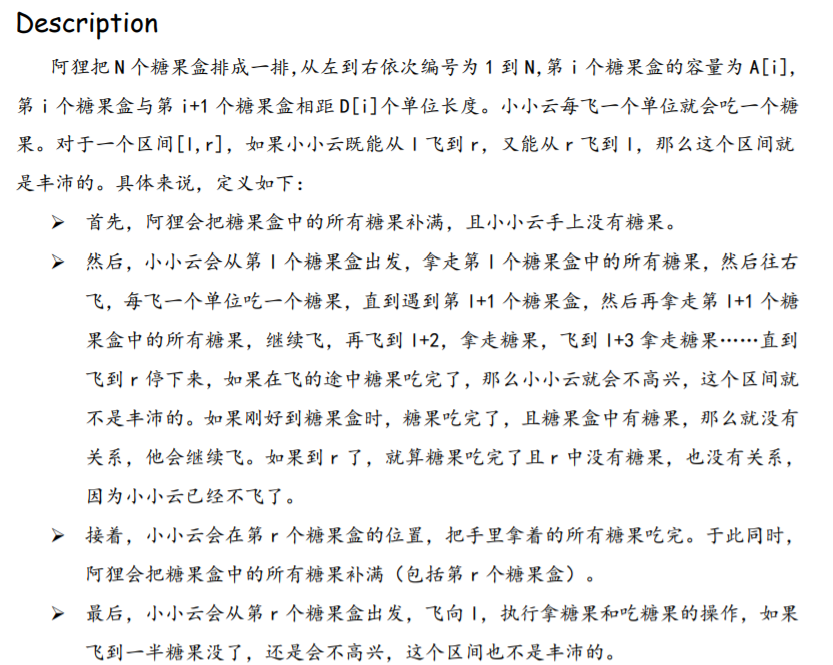 Description
阿狸把 N 个糖果盒排成一排,从左到右依次编号为 1 到 N,第 i 个糖果盒的容量为 A[i],
第 i 个糖果盒与第 i+1 个糖果盒相距 D[i]个单位长度。小小云每飞一个单位就会吃一个糖
果。对于一个区间[l,r]，如果小小云既能从 l 飞到 r，又能从 r 飞到 l，那么这个区间就
是丰沛的。具体来说，定义如下：
➢ 首先，阿狸会把糖果盒中的所有糖果补满，且小小云手上没有糖果。
➢ 然后，小小云会从第 l 个糖果盒出发，拿走第 l 个糖果盒中的所有糖果，然后往右
飞，每飞一个单位吃一个糖果，直到遇到第 l+1 个糖果盒，然后再拿走第 l+1 个糖
果盒中的所有糖果，继续飞，再飞到 l+2，拿走糖果，飞到 l+3 拿走糖果……直到
飞到 r 停下来，如果在飞的途中糖果吃完了，那么小小云就会不高兴，这个区间就
不是丰沛的。如果刚好到糖果盒时，糖果吃完了，且糖果盒中有糖果，那么就没有
关系，他会继续飞。如果到 r 了，就算糖果吃完了且 r 中没有糖果，也没有关系，
因为小小云已经不飞了。
➢ 接着，小小云会在第 r 个糖果盒的位置，把手里拿着的所有糖果吃完。于此同时，
阿狸会把糖果盒中的所有糖果补满（包括第 r 个糖果盒）。
➢ 最后，小小云会从第 r 个糖果盒出发，飞向 l，执行拿糖果和吃糖果的操作，如果
飞到一半糖果没了，还是会不高兴，这个区间也不是丰沛的。